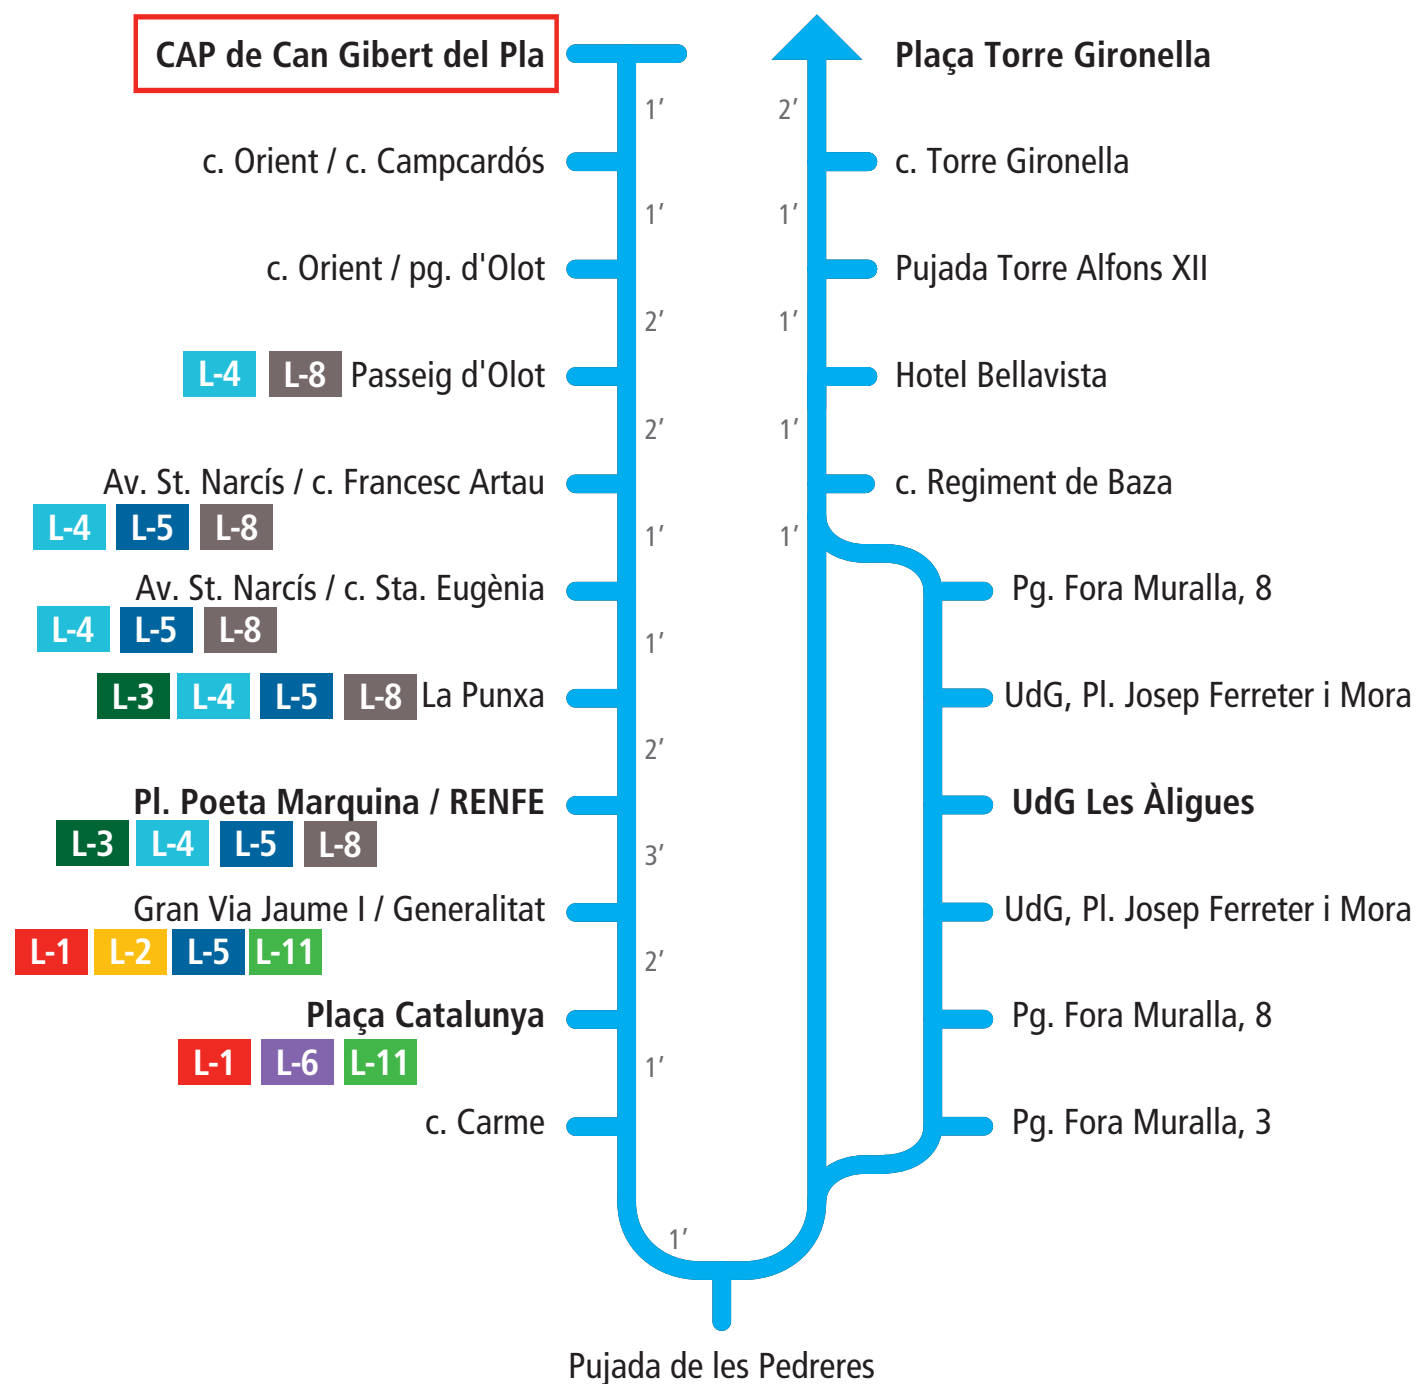 CAP de Can Gibert del Pla
1’
c. Orient / c. Campcardós
1’
c. Orient / pg. d'Olot
2’
L-4 L-8 Passeig d'Olot
2’
Av. St. Narcís / c. Francesc Artau
L-4 L-5 L-8
1’
Av. St. Narcís / c. Sta. Eugènia
L-4 L-5 L-8
1’
L-3 L-4 L-5 L-8 La Punxa
2’
Pl. Poeta Marquina / RENFE
L-3 L-4 L-5 L-8
3’
Gran Via Jaume I / Generalitat
L-1 L-2 L-5 L-11
2’
Plaça Catalunya
L-1 L-6 L-11
1’
c. Carme
1’
Pujada de les Pedreres
Plaça Torre Gironella
2’
c. Torre Gironella
1’
Pujada Torre Alfons XII
1’
Hotel Bellavista
1’
c. Regiment de Baza
1’
Pg. Fora Muralla, 8
UdG, Pl. Josep Ferreter i Mora
UdG Les Àligues
UdG, Pl. Josep Ferreter i Mora
Pg. Fora Muralla, 8
Pg. Fora Muralla, 3